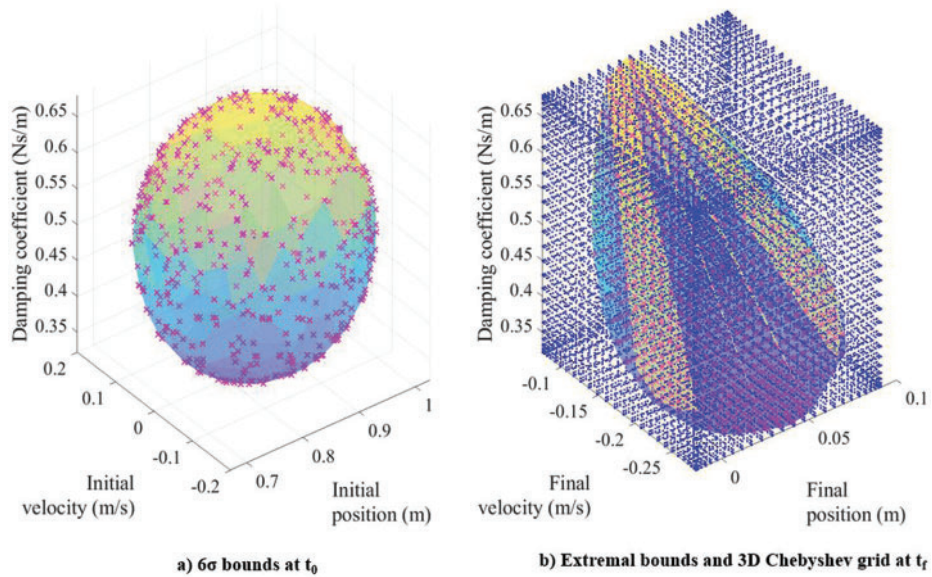 Damping coefficient (Ns/m)
0.65
0.6
0.55
0.5
0.45
0.4
0.35
0.2
0.1
0
-0.1
-0.2
Initial
velocity (m/s)
0.7
0.8
0.9
1
Initial
position (m)
a) 6σ bounds at t₀
Damping coefficient (Ns/m)
0.65
0.6
0.55
0.5
0.45
0.4
0.35
-0.1
-0.15
-0.2
-0.25
Final velocity (m/s)
0
0.05
0.1
Final
position (m)
b) Extremal bounds and 3D Chebyshev grid at tf